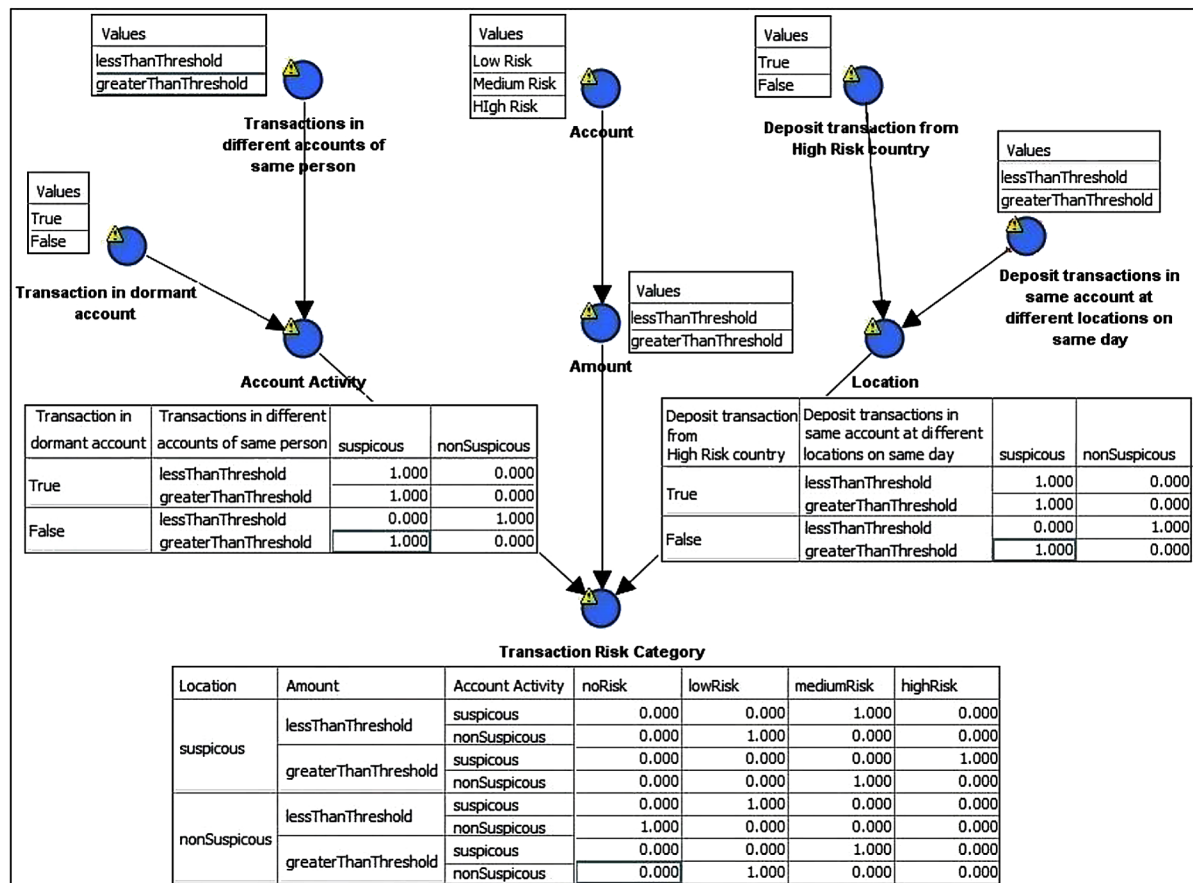 Values
lessThanThreshold
greaterThanThreshold
Transactions in
different accounts of
same person
Values
Low Risk
Medium Risk
HIgh Risk
Account
Values
True
False
Deposit transaction from
High Risk country
Values
lessThanThreshold
greaterThanThreshold
Deposit transactions in
same account at
different locations on
same day
Values
True
False
Transaction in dormant
account
Account Activity
Values
lessThanThreshold
greaterThanThreshold
Amount
Location
Transaction in
dormant account
Transactions in different
accounts of same person
suspicous nonSuspicous
True
lessThanThreshold 1.000 0.000
greaterThanThreshold 1.000 0.000
False
lessThanThreshold 0.000 1.000
greaterThanThreshold 1.000 0.000
Deposit transaction
from
High Risk country
Deposit transactions in
same account at different
locations on same day
suspicous nonSuspicous
True
lessThanThreshold 1.000 0.000
greaterThanThreshold 1.000 0.000
False
lessThanThreshold 0.000 1.000
greaterThanThreshold 1.000 0.000
Transaction Risk Category
Location Amount Account Activity noRisk lowRisk mediumRisk highRisk
suspicous
lessThanThreshold
suspicous 0.000 0.000 1.000 0.000
nonSuspicous 0.000 1.000 0.000 0.000
greaterThanThreshold
suspicous 0.000 0.000 0.000 1.000
nonSuspicous 0.000 0.000 1.000 0.000
nonSuspicous
lessThanThreshold
suspicous 0.000 1.000 0.000 0.000
nonSuspicous 1.000 0.000 0.000 0.000
greaterThanThreshold
suspicous 0.000 0.000 1.000 0.000
nonSuspicous 0.000 1.000 0.000 0.000